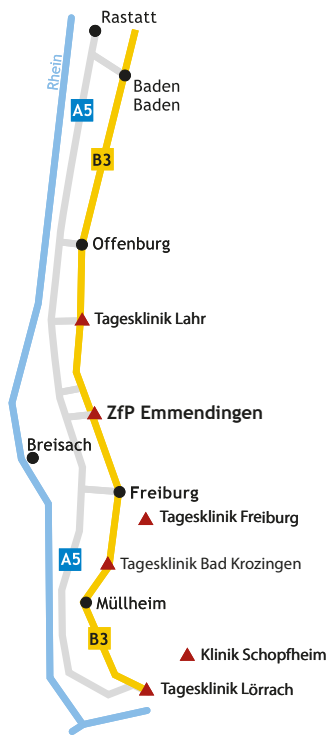 Rastatt
Rhein
Baden
Baden
A5
B3
Offenburg
Tagesklinik Lahr
ZfP Emmendingen
Breisach
Freiburg
Tagesklinik Freiburg
A5
Tagesklinik Bad Krozingen
Müllheim
B3
Klinik Schopfheim
Tagesklinik Lörrach